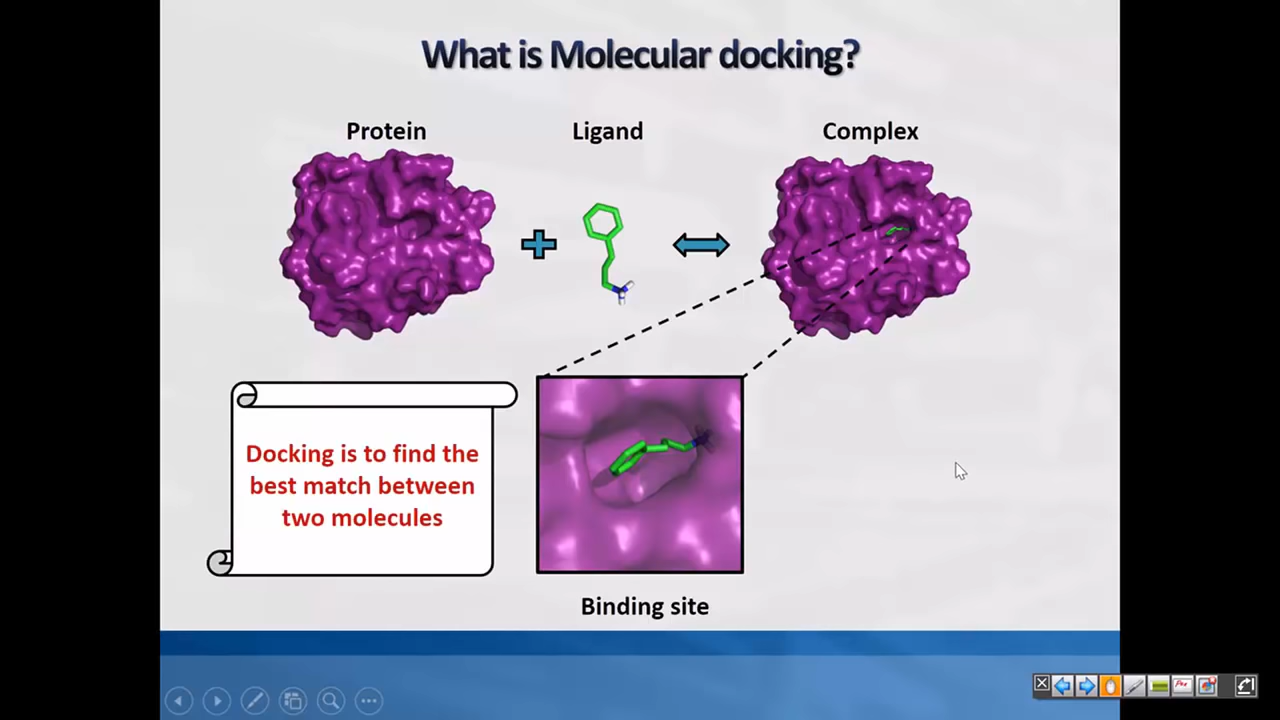 What is Molecular docking?
Protein
Ligand
Complex
Docking is to find the
best match between
two molecules
Binding site